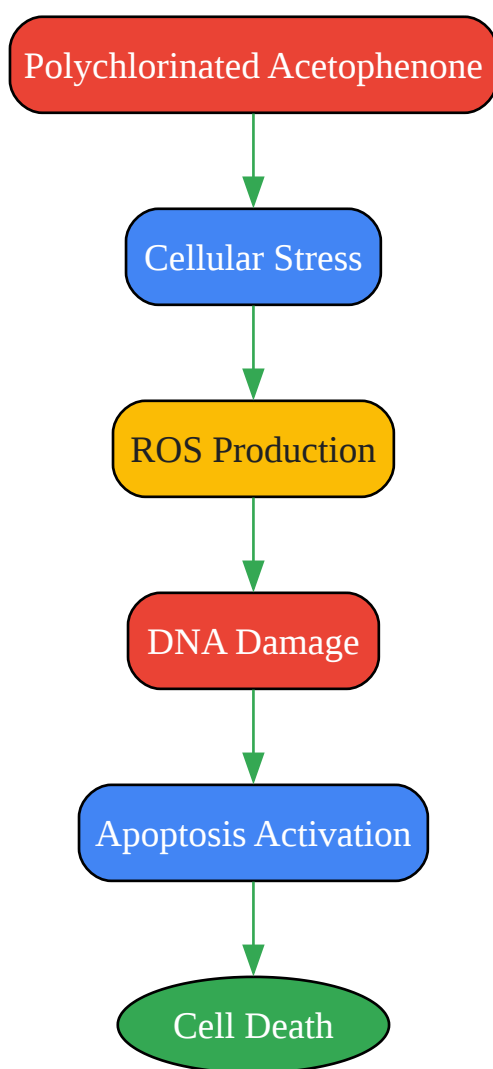 Polychlorinated Acetophenone
Cellular Stress
ROS Production
DNA Damage
Apoptosis Activation
Cell Death